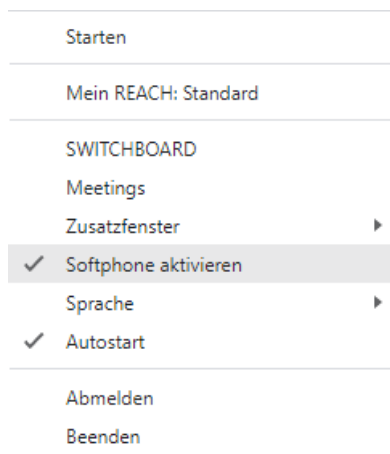 Starten
Mein REACH: Standard
SWITCHBOARD
Meetings
Zusatzfenster
Softphone aktivieren
Sprache
Autostart
Abmelden
Beenden